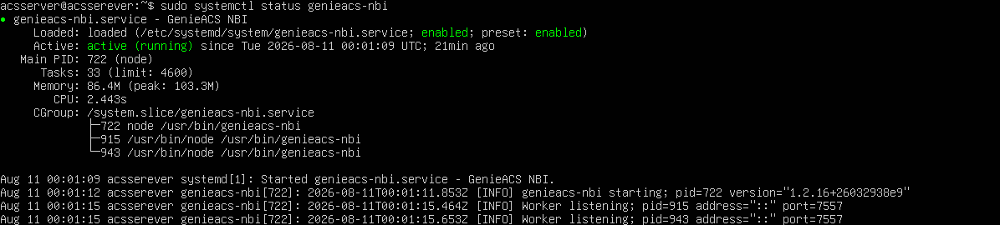 acsserver@acsserever:~$ sudo systemctl status genieacs-nbi
● genieacs-nbi.service - GenieACS NBI
Loaded: loaded (/etc/systemd/system/genieacs-nbi.service; enabled; preset: enabled)
Active: active (running) since Tue 2026-08-11 00:01:09 UTC; 21min ago
Main PID: 722 (node)
Tasks: 33 (limit: 4600)
Memory: 86.4M (peak: 103.3M)
CPU: 2.443s
CGroup: /system.slice/genieacs-nbi.service
├─722 node /usr/bin/genieacs-nbi
├─915 /usr/bin/node /usr/bin/genieacs-nbi
└─943 /usr/bin/node /usr/bin/genieacs-nbi
Aug 11 00:01:09 acsserever systemd[1]: Started genieacs-nbi.service - GenieACS NBI.
Aug 11 00:01:12 acsserever genieacs-nbi[722]: 2026-08-11T00:01:11.853Z [INFO] genieacs-nbi starting; pid=722 version="1.2.16+26032938e9"
Aug 11 00:01:15 acsserever genieacs-nbi[722]: 2026-08-11T00:01:15.464Z [INFO] Worker listening; pid=915 address="::" port=7557
Aug 11 00:01:15 acsserever genieacs-nbi[722]: 2026-08-11T00:01:15.653Z [INFO] Worker listening; pid=943 address="::" port=7557